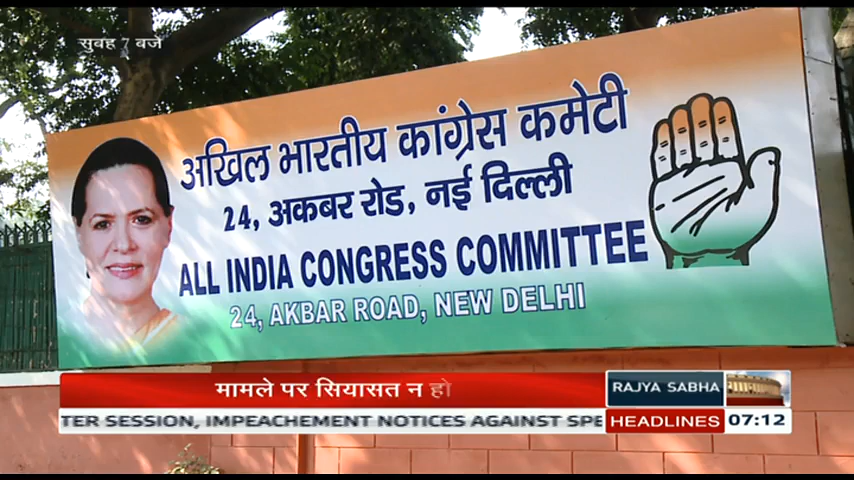 सुबह 7 बजे
अखिल भारतीय कांग्रेस कमेटी
24, अकबर रोड, नई दिल्ली
ALL INDIA CONGRESS COMMITTEE
24, AKBAR ROAD, NEW DELHI
मामले पर सियासत न हो
RAJYA SABHA
TER SESSION, IMPEACHEMENT NOTICES AGAINST SPE
HEADLINES 07:12